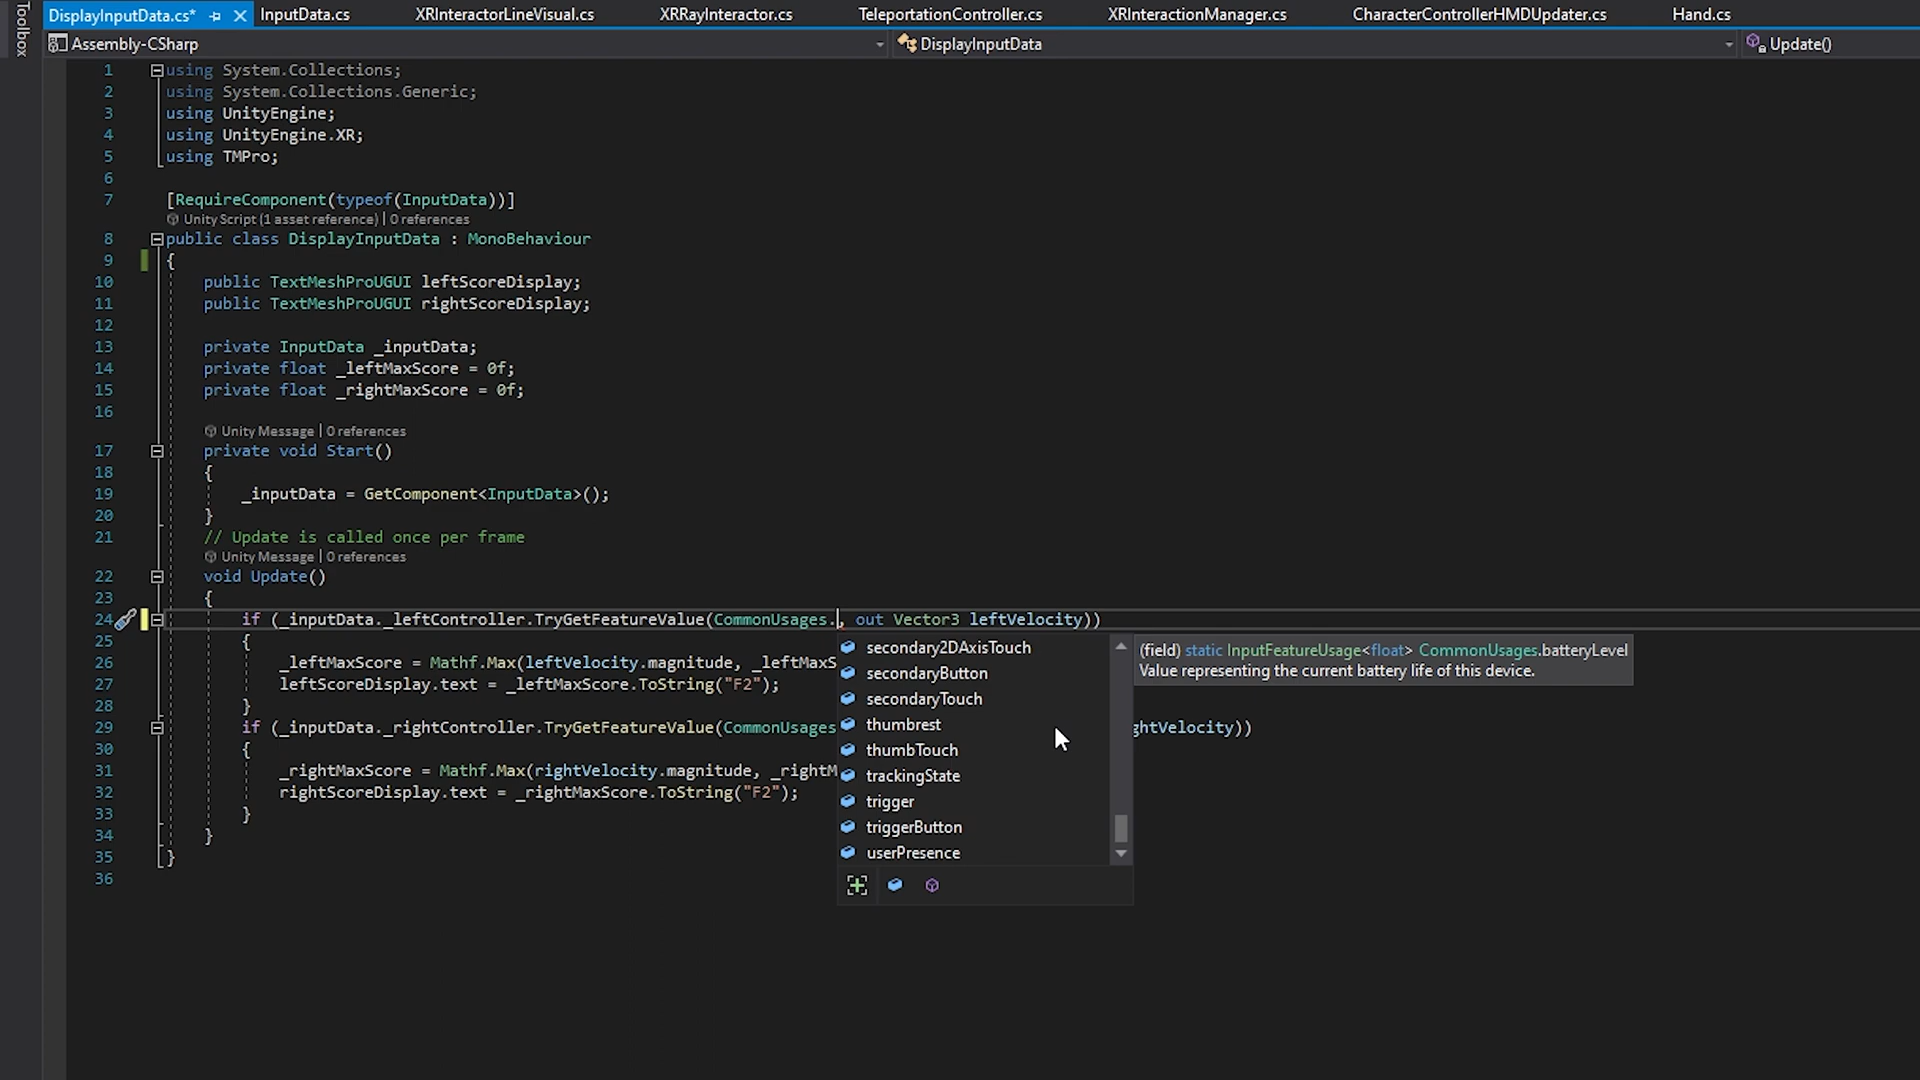 Toolbox
DisplayInputData.cs* InputData.cs XRInteractorLineVisual.cs XRRayInteractor.cs TeleportationController.cs XRInteractionManager.cs CharacterControllerHMDUpdater.cs Hand.cs
Assembly-CSharp DisplayInputData Update()
1 using System.Collections;
2 using System.Collections.Generic;
3 using UnityEngine;
4 using UnityEngine.XR;
5 using TMPro;
6
7 [RequireComponent(typeof(InputData))]
Unity Script (1 asset reference) | 0 references
8 public class DisplayInputData : MonoBehaviour
9 {
10 public TextMeshProUGUI leftScoreDisplay;
11 public TextMeshProUGUI rightScoreDisplay;
12
13 private InputData _inputData;
14 private float _leftMaxScore = 0f;
15 private float _rightMaxScore = 0f;
16
Unity Message | 0 references
17 private void Start()
18 {
19 _inputData = GetComponent<InputData>();
20 }
21 // Update is called once per frame
Unity Message | 0 references
22 void Update()
23 {
24 if (_inputData._leftController.TryGetFeatureValue(CommonUsages., out Vector3 leftVelocity))
25 {
26 _leftMaxScore = Mathf.Max(leftVelocity.magnitude, _leftMaxS
27 leftScoreDisplay.text = _leftMaxScore.ToString("F2");
28 }
29 if (_inputData._rightController.TryGetFeatureValue(CommonUsages ghtVelocity))
30 {
31 _rightMaxScore = Mathf.Max(rightVelocity.magnitude, _rightM
32 rightScoreDisplay.text = _rightMaxScore.ToString("F2");
33 }
34 }
35 }
36
secondary2DAxisTouch
secondaryButton
secondaryTouch
thumbrest
thumbTouch
trackingState
trigger
triggerButton
userPresence
(field) static InputFeatureUsage<float> CommonUsages.batteryLevel
Value representing the current battery life of this device.